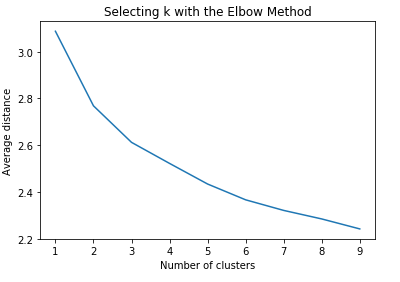 Selecting k with the Elbow Method
Average distance
3.0
2.8
2.6
2.4
2.2
1 2 3 4 5 6 7 8 9
Number of clusters